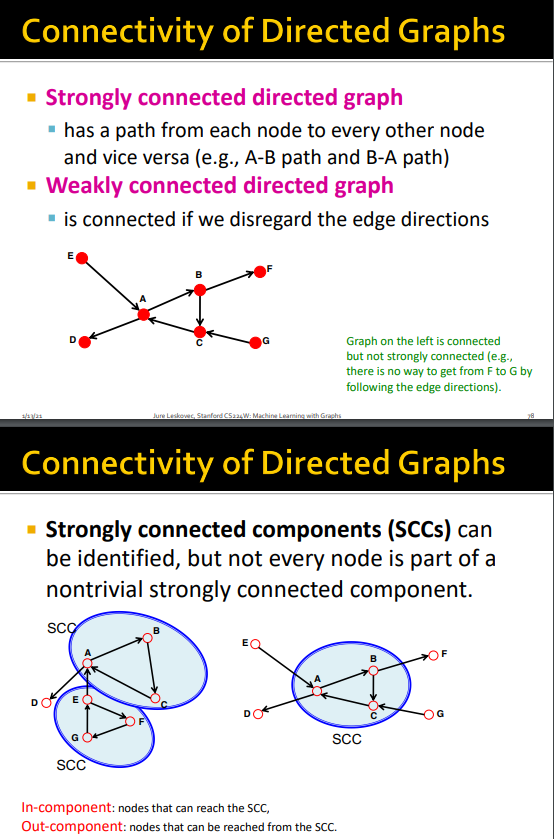 Connectivity of Directed Graphs
Strongly connected directed graph
has a path from each node to every other node
and vice versa (e.g., A-B path and B-A path)
Weakly connected directed graph
is connected if we disregard the edge directions
E
B
F
A
D
C
G
Graph on the left is connected
but not strongly connected (e.g.,
there is no way to get from F to G by
following the edge directions).
1/13/21
Jure Leskovec, Stanford CS224W: Machine Learning with Graphs
78
Connectivity of Directed Graphs
Strongly connected components (SCCs) can
be identified, but not every node is part of a
nontrivial strongly connected component.
SCC
B
A
D
E
C
F
G
SCC
E
B
F
A
D
C
G
SCC
In-component: nodes that can reach the SCC,
Out-component: nodes that can be reached from the SCC.